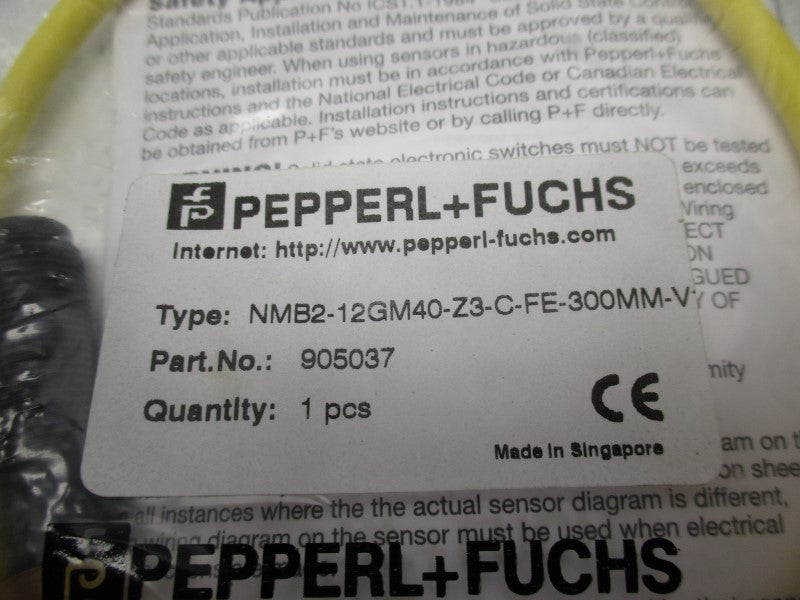 Standards Publication No ICS1.1-1984
Application, Installation and Maintenance of Solid State Control
or other applicable standards and must be approved by a quality
safety engineer. When using sensors in hazardous (classified)
locations, installation must be in accordance with Pepperl+Fuchs
instructions and the National Electrical Code or Canadian Electrical
Code as applicable. Installation instructions and certifications can
be obtained from P+F's website or by calling P+F directly.
Solid state electronic switches must NOT be tested
exceeds
PEPPERL+FUCHS
enclosed
Internet: http://www.pepperl-fuchs.com
Wiring
Type: NMB2-12GM40-Z3-C-FE-300MM-V
Y OF
Part.No.: 905037
Quantity: 1 pcs
CE
Made in Singapore
am on
on
all instances where the the actual sensor diagram is different,
wiring diagram on the sensor must be used when electrical
PEPPERL+FUCHS